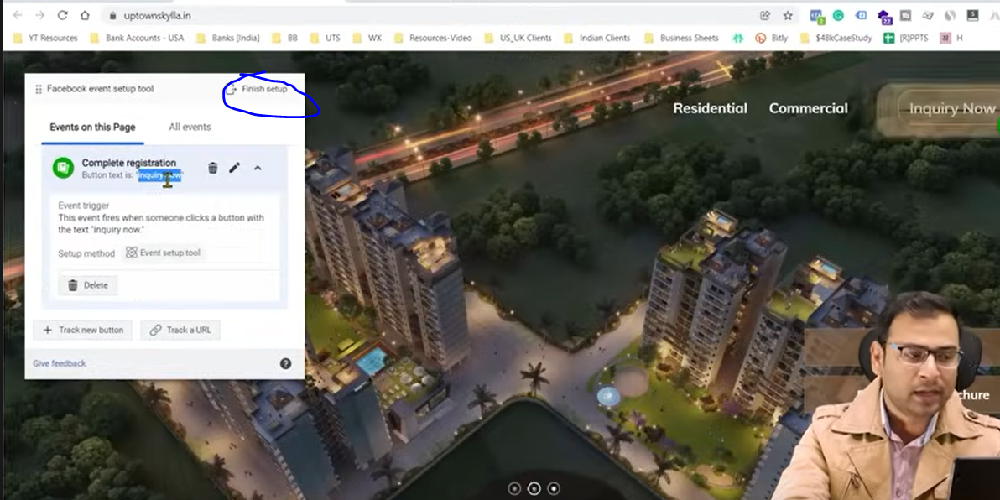 uptownskylla.in
2
22
YT Resources Bank Accounts - USA Banks [India] BB UTS WX Resources-Video US_UK Clients Indian Clients Business Sheets Bitly $48kCaseStudy [R]PPTS H
Facebook event setup tool Finish setup
Residential Commercial Inquiry Now
Events on this Page All events
Complete registration
Button text is: "inquiry now"
Event trigger
This event fires when someone clicks a button with
the text "inquiry now."
Setup method Event setup tool
Delete
+ Track new button Track a URL
Give feedback ?
chure